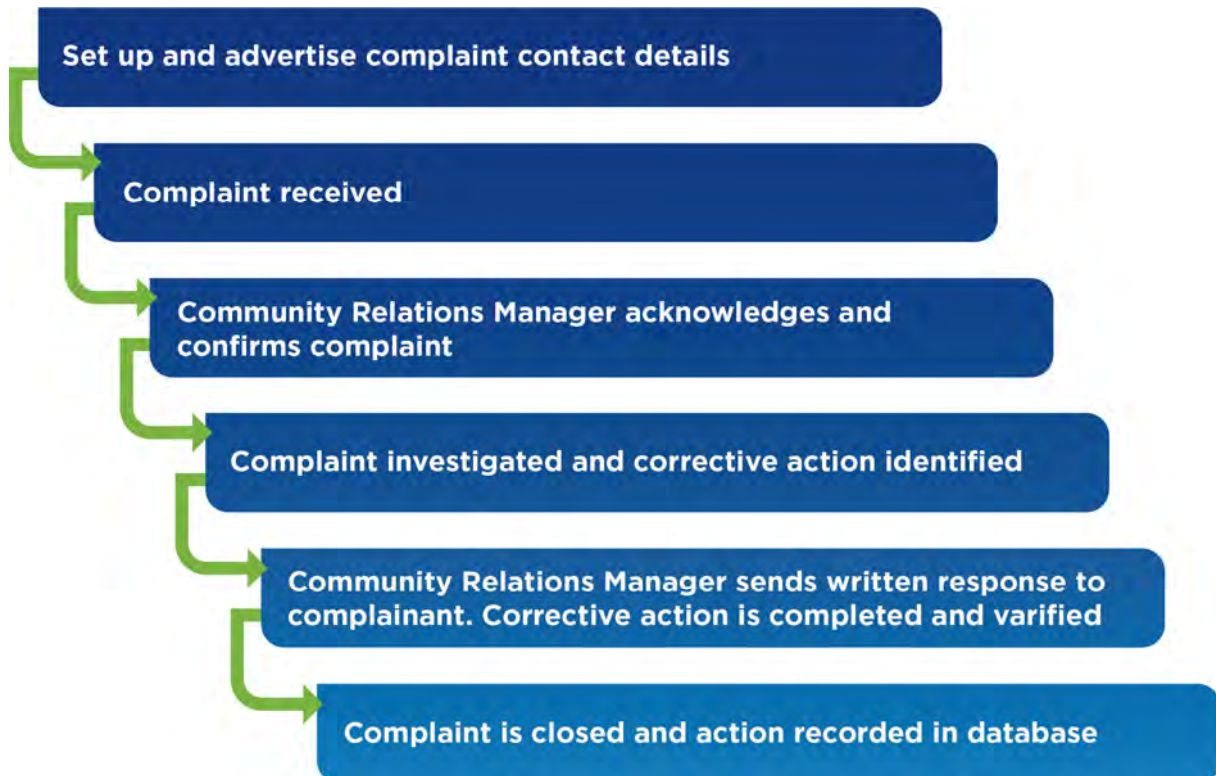 Set up and advertise complaint contact details
Complaint received
Community Relations Manager acknowledges and
confirms complaint
Complaint investigated and corrective action identified
Community Relations Manager sends written response to
complainant. Corrective action is completed and varified
Complaint is closed and action recorded in database